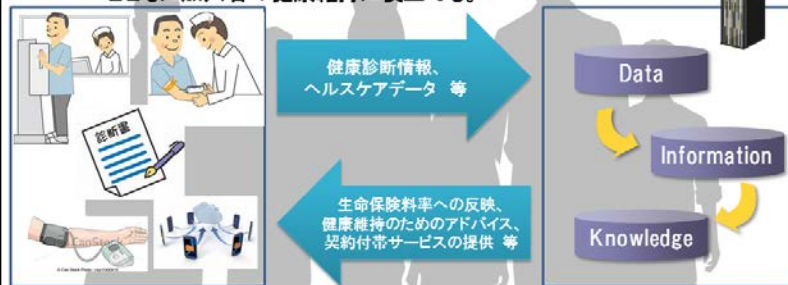 健康診断情報、
ヘルスケアデータ 等
診断書
生命保険料率への反映、
健康維持のためのアドバイス、
契約付帯サービスの提供 等
Data
Information
Knowledge